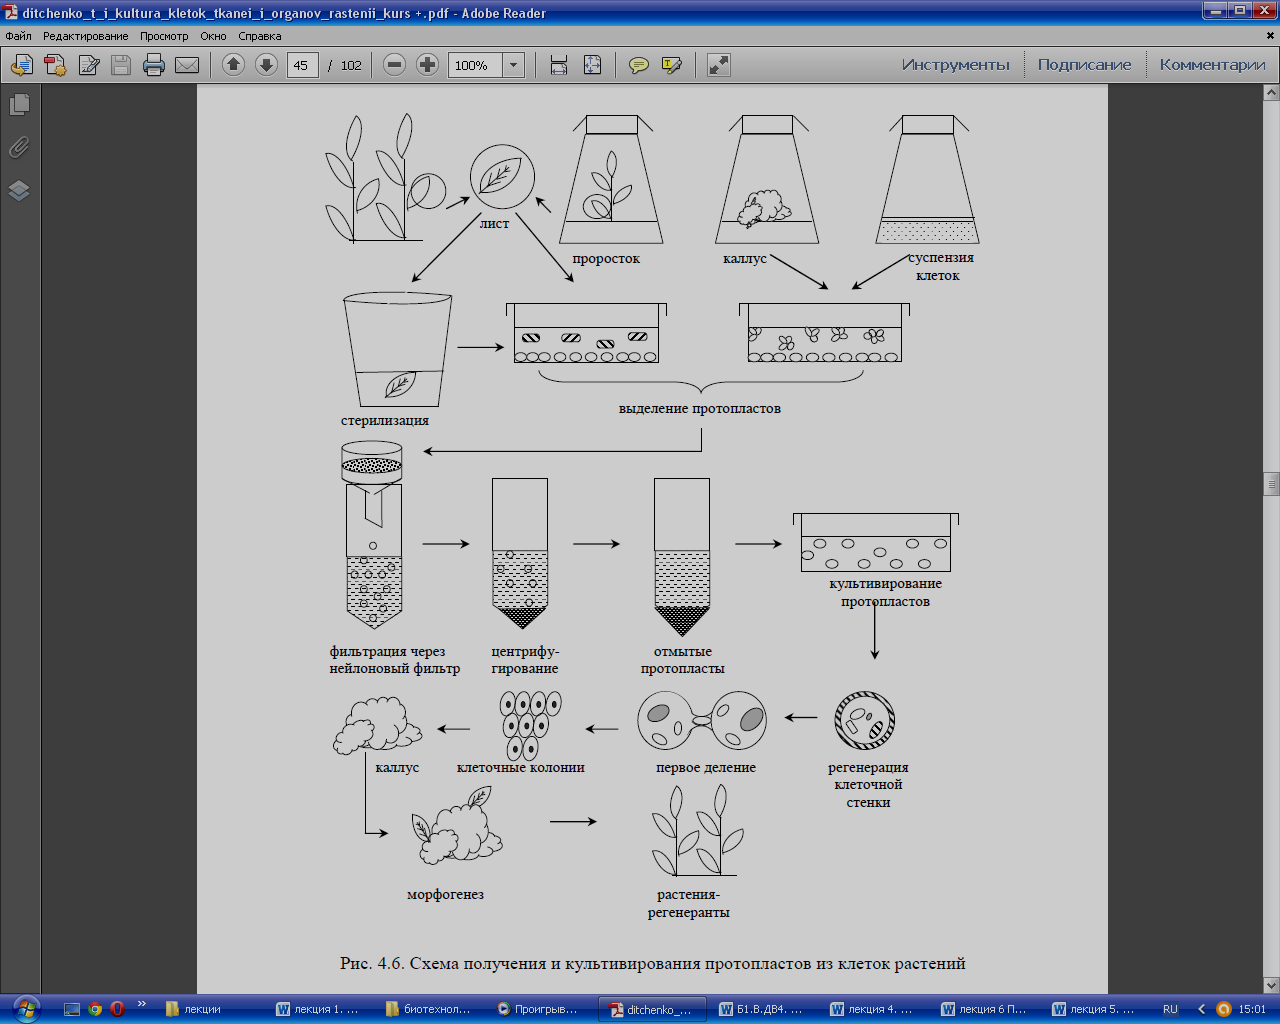 ditchenko_t_i_kultura_kletok_tkanei_i_organov_rastenii_kurs +.pdf - Adobe Reader
Файл Редактирование Просмотр Окно Справка
45 / 102 100% Инструменты Подписание Комментарии
лист
проросток
каллус
суспензия
клеток
стерилизация
выделение протопластов
культивирование
протопластов
фильтрация через
нейлоновый фильтр
центрифу-
гирование
отмытые
протопласты
каллус
клеточные колонии
первое деление
регенерация
клеточной
стенки
морфогенез
растения-
регенеранты
Рис. 4.6. Схема получения и культивирования протопластов из клеток растений
лекции лекция 1. ... биотехнол... Проигрыв... ditchenko_... Б1.В.ДВ4. ... лекция 4. ... лекция 6 П... лекция 5. ... RU 15:01